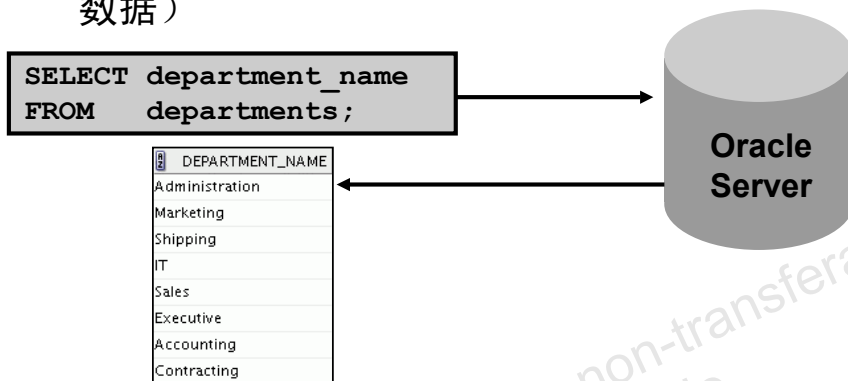 数据）
SELECT department_name
FROM departments;
Oracle
Server
DEPARTMENT_NAME
Administration
Marketing
Shipping
IT
Sales
Executive
Accounting
Contracting
non-transfera